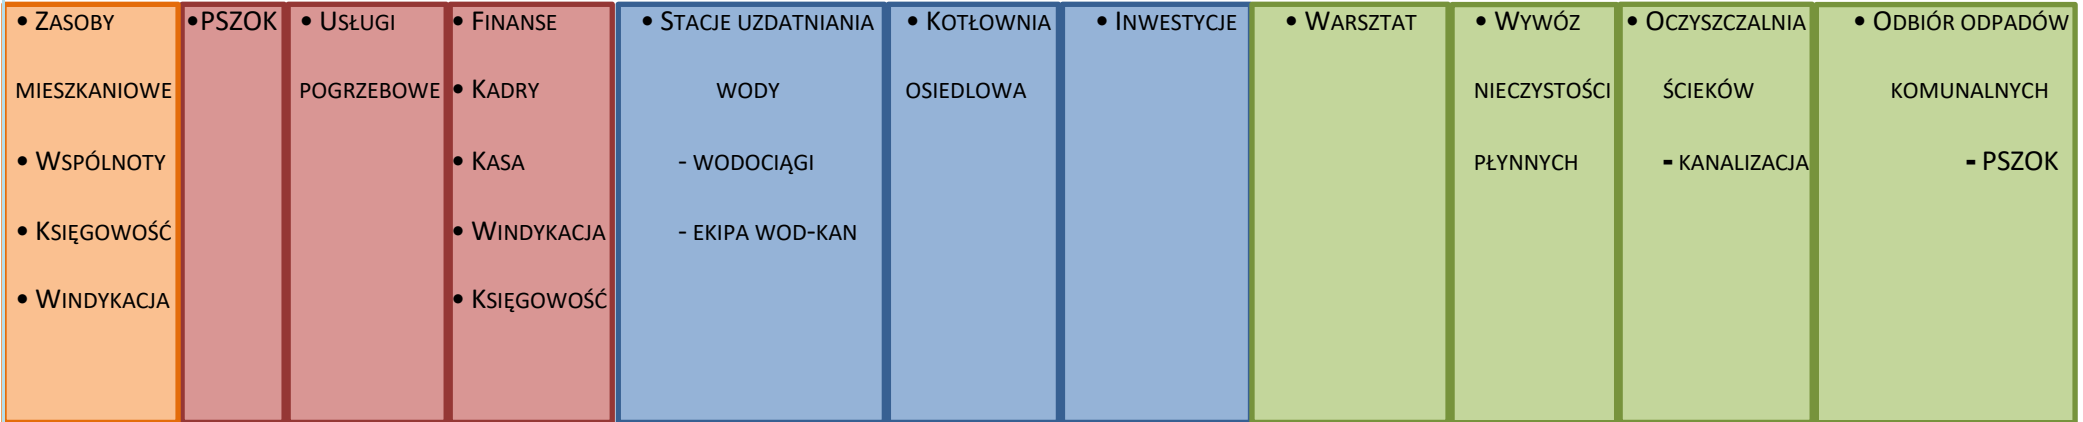 • ZASOBY
MIESZKANIOWE
• WSPÓLNOTY
• KSIĘGOWOŚĆ
• WINDYKACJA
•PSZOK
• USŁUGI
POGRZEBOWE
• FINANSE
• KADRY
• KASA
• WINDYKACJA
• KSIĘGOWOŚĆ
• STACJE UZDATNIANIA
WODY
- WODOCIĄGI
- EKIPA WOD-KAN
• KOTŁOWNIA
OSIEDLOWA
• INWESTYCJE
• WARSZTAT
• WYWÓZ
NIECZYSTOŚCI
PŁYNNYCH
• OCZYSZCZALNIA
ŚCIEKÓW
- KANALIZACJA
• ODBIÓR ODPADÓW
KOMUNALNYCH
- PSZOK